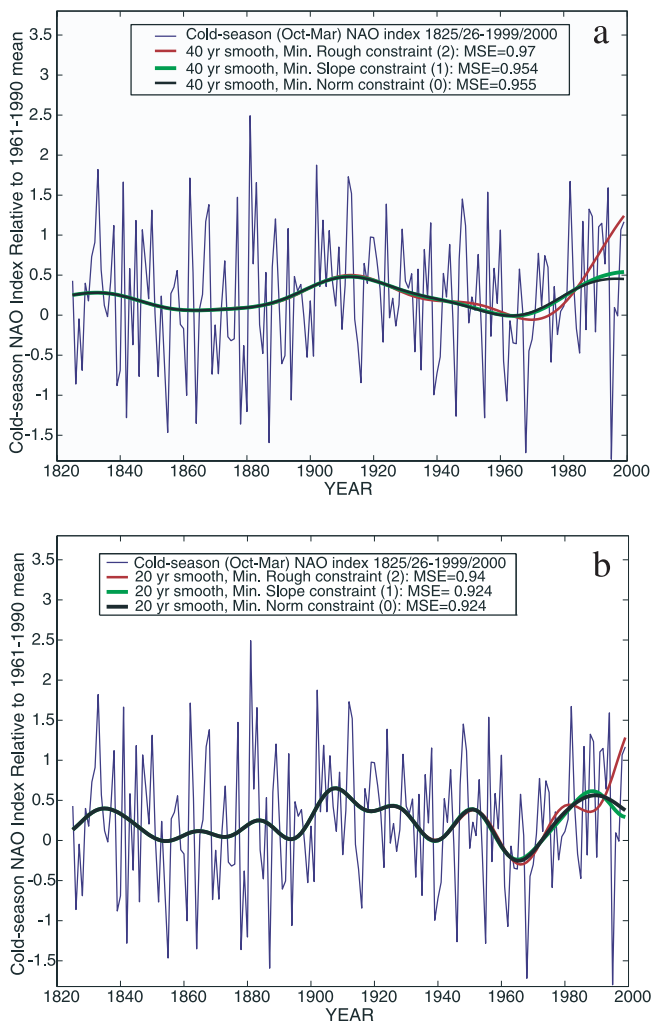 a
Cold-season (Oct-Mar) NAO index 1825/26-1999/2000
40 yr smooth, Min. Rough constraint (2): MSE=0.97
40 yr smooth, Min. Slope constraint (1): MSE=0.954
40 yr smooth, Min. Norm constraint (0): MSE=0.955
Cold-season NAO Index Relative to 1961-1990 mean
3.5
3
2.5
2
1.5
1
0.5
0
-0.5
-1
-1.5
1820 1840 1860 1880 1900 1920 1940 1960 1980 2000
YEAR
b
Cold-season (Oct-Mar) NAO index 1825/26-1999/2000
20 yr smooth, Min. Rough constraint (2): MSE=0.94
20 yr smooth, Min. Slope constraint (1): MSE= 0.924
20 yr smooth, Min. Norm constraint (0): MSE=0.924
Cold-season NAO Index Relative to 1961-1990 mean
3.5
3
2.5
2
1.5
1
0.5
0
-0.5
-1
-1.5
1820 1840 1860 1880 1900 1920 1940 1960 1980 2000
YEAR